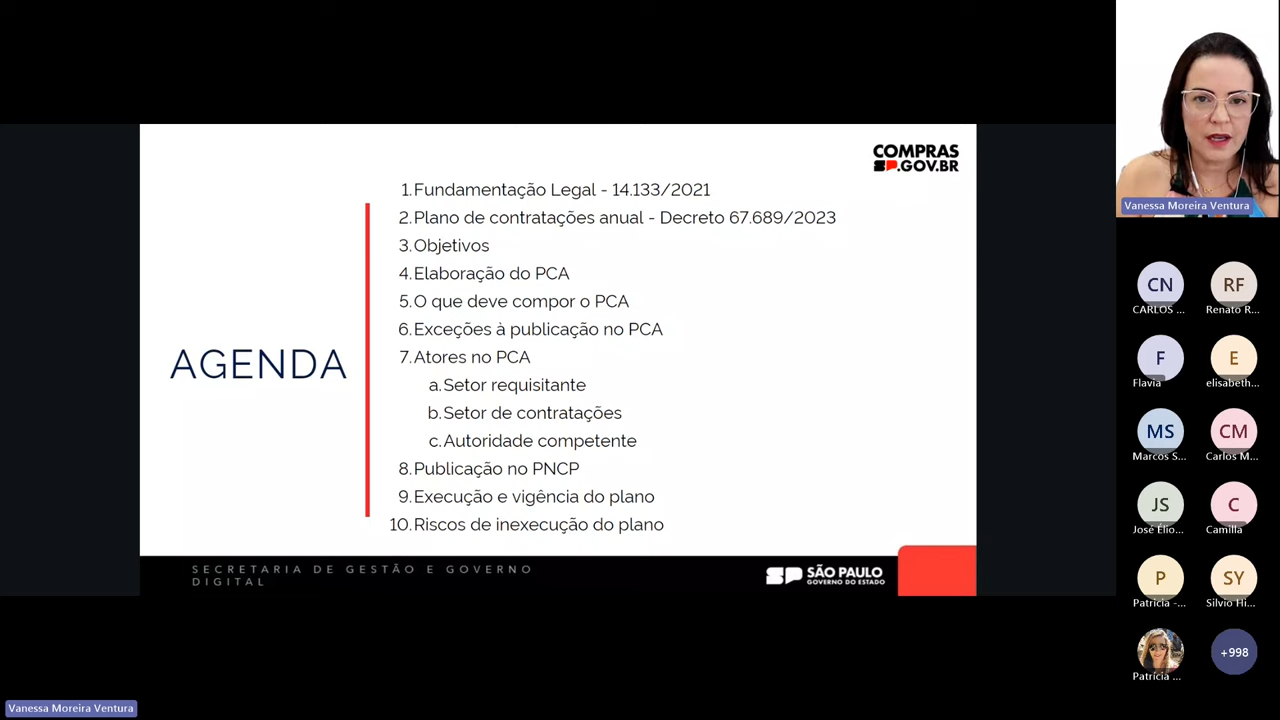 COMPRAS
SP.GOV.BR
1. Fundamentação Legal - 14.133/2021
2. Plano de contratações anual - Decreto 67.689/2023
3. Objetivos
4. Elaboração do PCA
5. O que deve compor o PCA
6. Exceções à publicação no PCA
7. Atores no PCA
a. Setor requisitante
b. Setor de contratações
c. Autoridade competente
8. Publicação no PNCP
9. Execução e vigência do plano
10. Riscos de inexecução do plano
AGENDA
SECRETARIA DE GESTÃO E GOVERNO
DIGITAL
SP SÃO PAULO
GOVERNO DO ESTADO
Vanessa Moreira Ventura
CN
CARLOS ...
RF
Renato R...
F
Flavia
E
elisabeth...
MS
Marcos S...
CM
Carlos M...
JS
José Élio...
C
Camilla
P
Patricia -...
SY
Silvio Hi...
Patrícia ...
+998
Vanessa Moreira Ventura